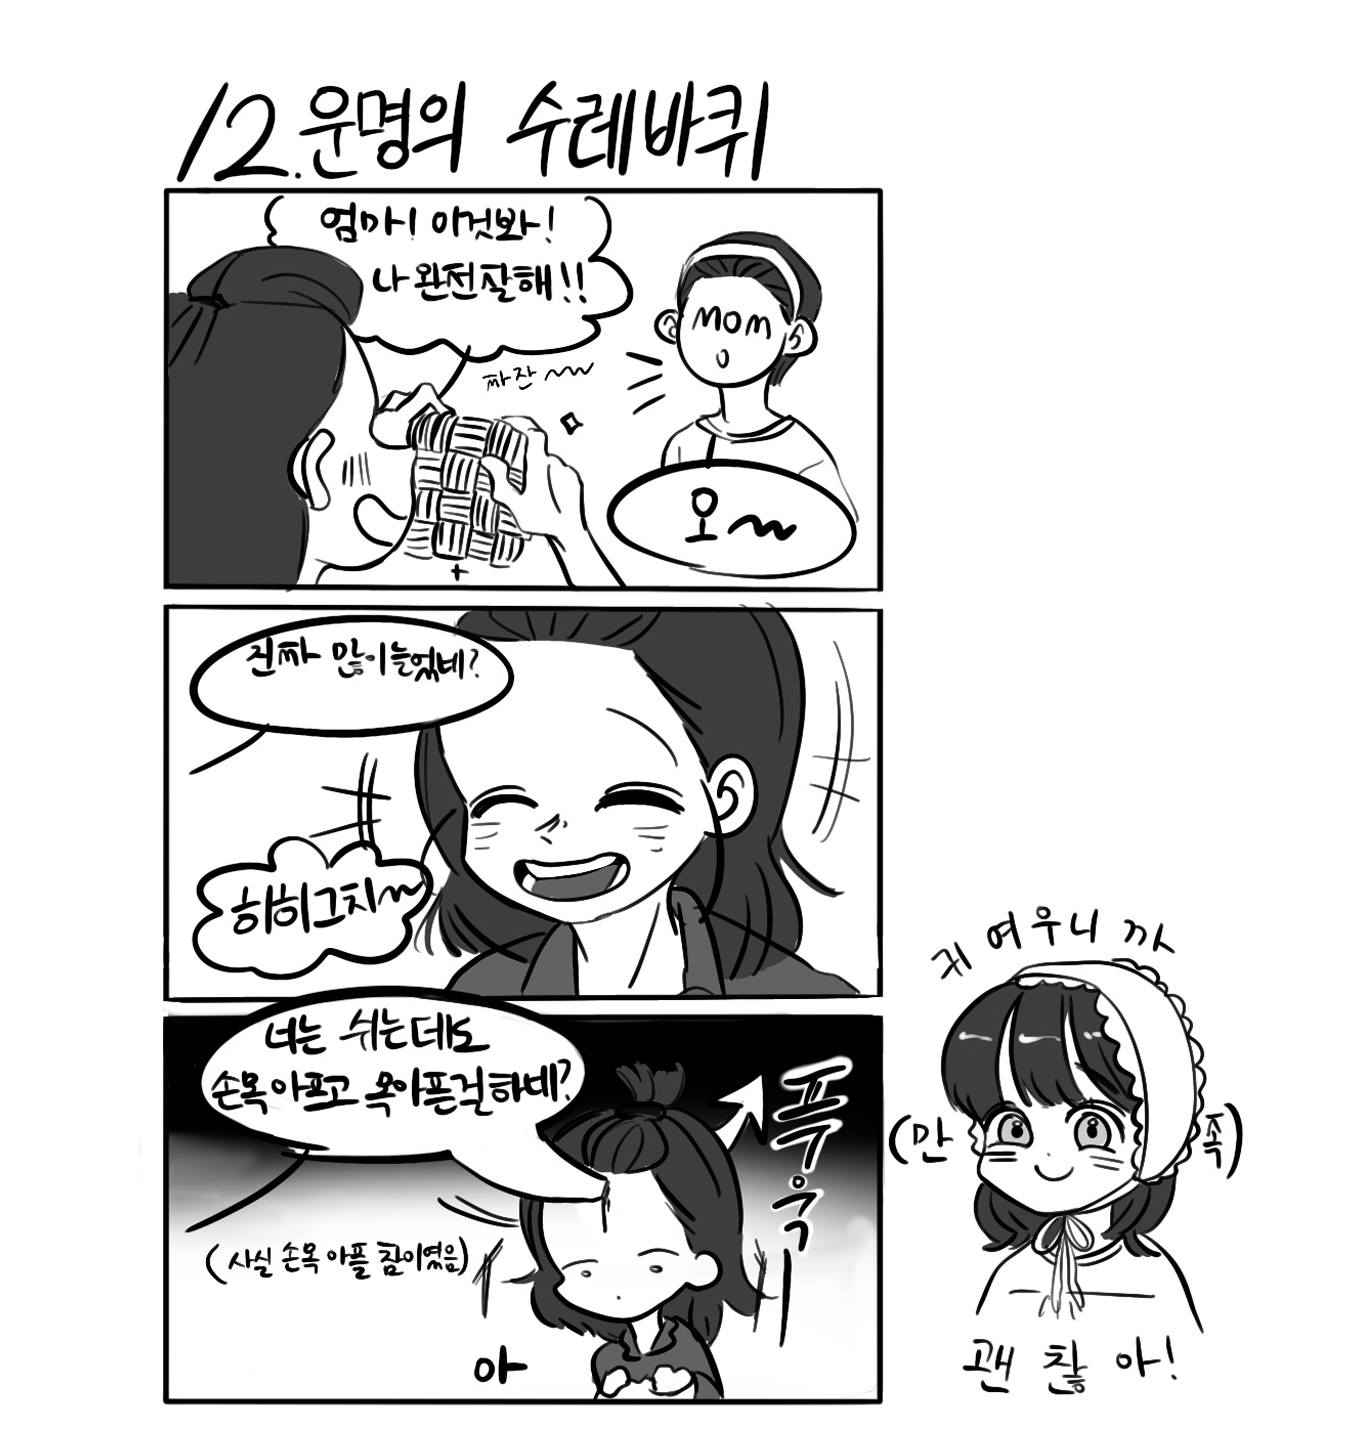 12. 운명의 수레바퀴
엄마! 이것봐!
나 완전 잘해!!
짜잔~~
MOM
오~~
진짜 많이 늘었네?
히히 그치~~
너는 쉬는데도
손목 아프고 목 아픈걸 하네?
푸욱
(사실 손목 아플 참이었음)
아
귀여우니까
(만족)
괜찮아!